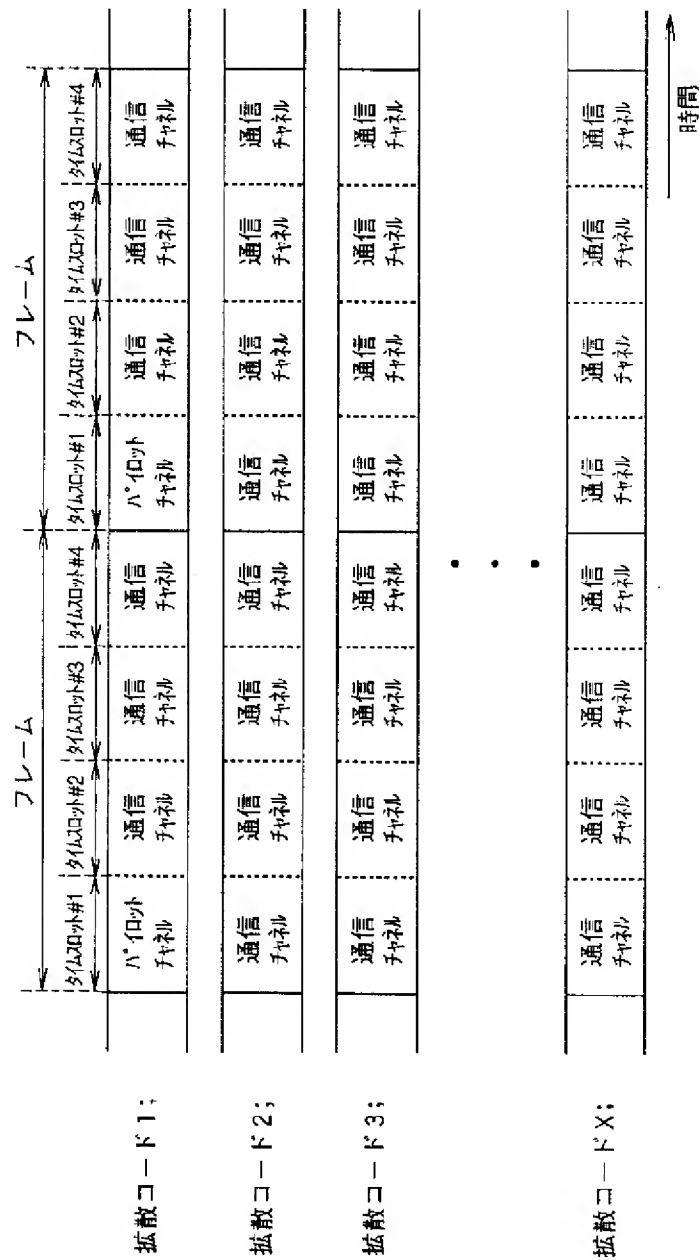 フレーム フレーム
タイムスロット#1 タイムスロット#2 タイムスロット#3 タイムスロット#4 タイムスロット#1 タイムスロット#2 タイムスロット#3 タイムスロット#4
拡散コード1;
パイロット 通信 通信 通信 パイロット 通信 通信 通信
チャネル チャネル チャネル チャネル チャネル チャネル チャネル チャネル
拡散コード2;
通信 通信 通信 通信 通信 通信 通信 通信
チャネル チャネル チャネル チャネル チャネル チャネル チャネル チャネル
拡散コード3;
通信 通信 通信 通信 通信 通信 通信 通信
チャネル チャネル チャネル チャネル チャネル チャネル チャネル チャネル
拡散コードX;
通信 通信 通信 通信 通信 通信 通信 通信
チャネル チャネル チャネル チャネル チャネル チャネル チャネル チャネル
時間